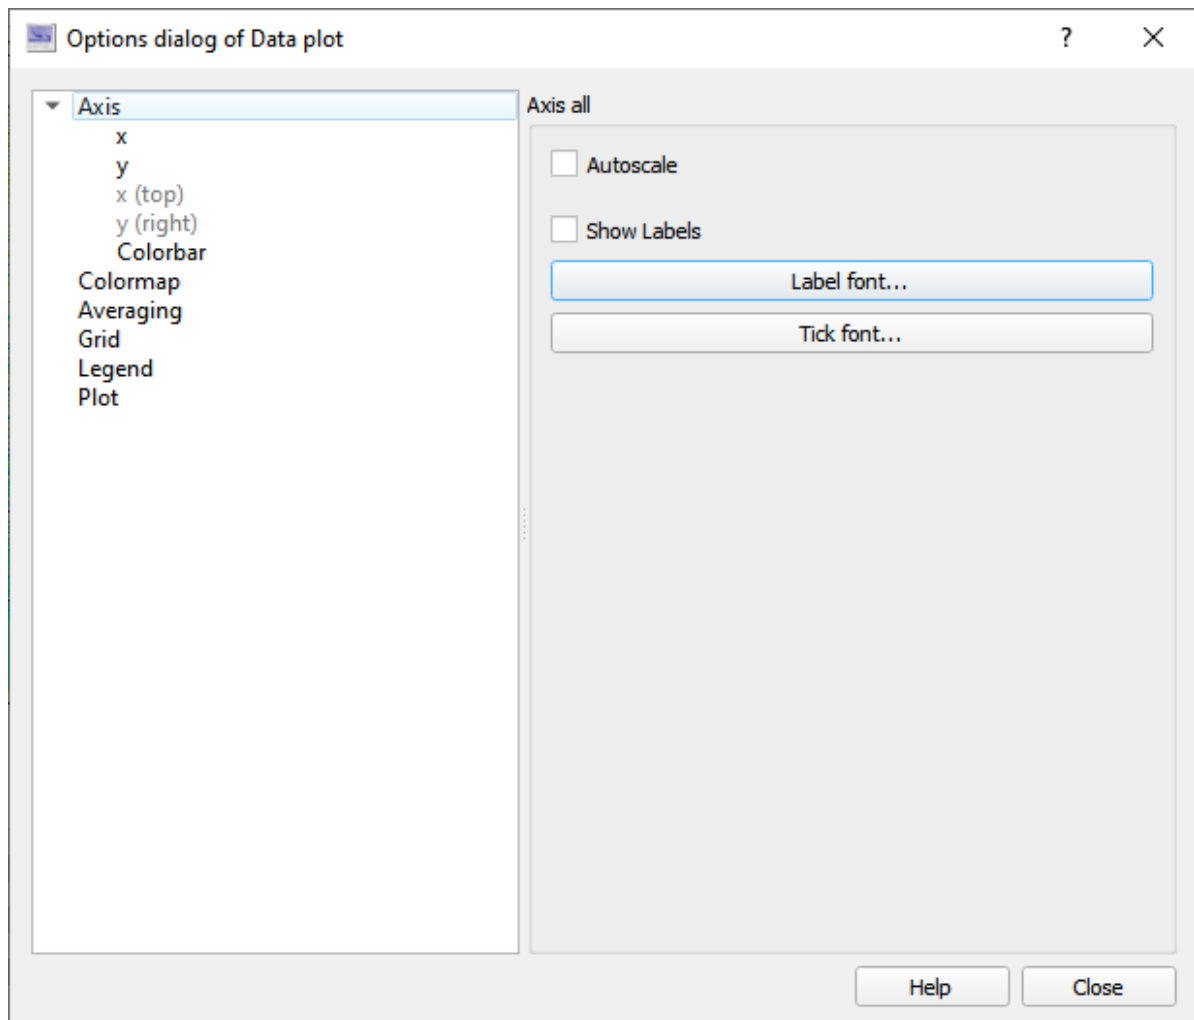 Options dialog of Data plot
?
Axis
x
y
x (top)
y (right)
Colorbar
Colormap
Averaging
Grid
Legend
Plot
Axis all
Autoscale
Show Labels
Label font...
Tick font...
Help
Close